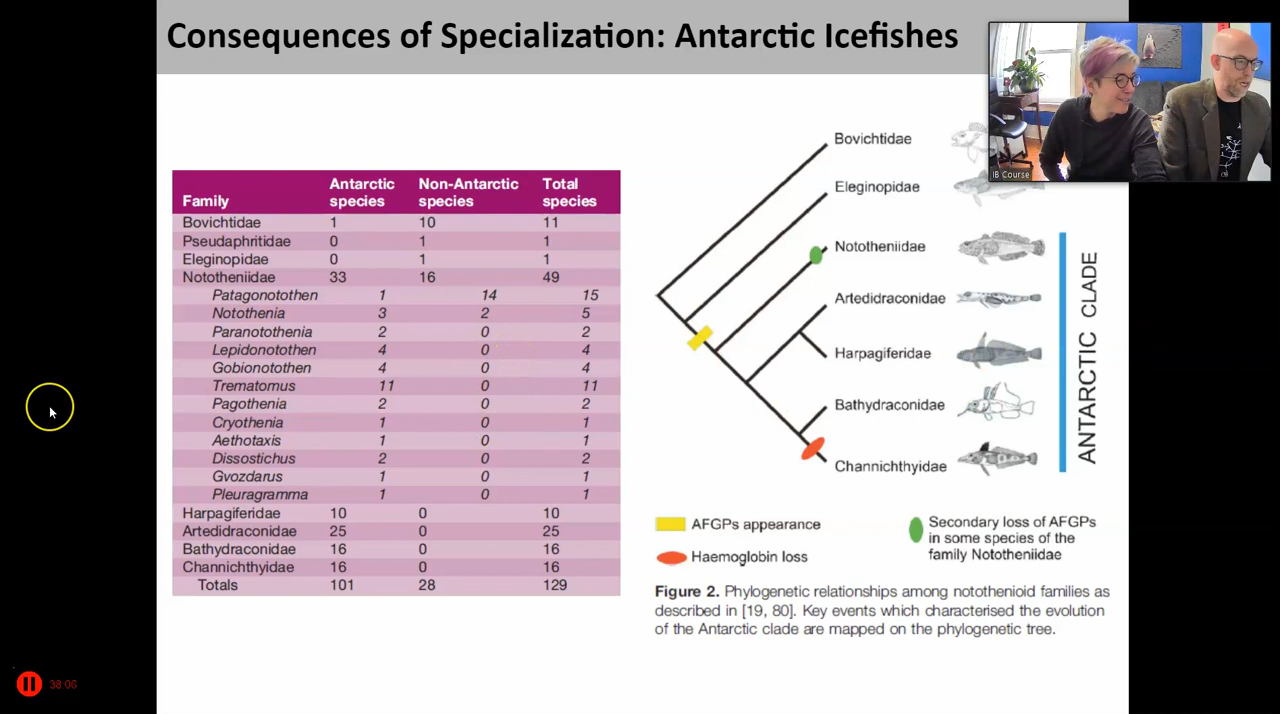 Consequences of Specialization: Antarctic Icefishes
IB Course
Family Antarctic species Non-Antarctic species Total species
Bovichtidae 1 10 11
Pseudaphritidae 0 1 1
Eleginopidae 0 1 1
Nototheniidae 33 16 49
Patagonotothen 1 14 15
Notothenia 3 2 5
Paranotothenia 2 0 2
Lepidonotothen 4 0 4
Gobionotothen 4 0 4
Trematomus 11 0 11
Pagothenia 2 0 2
Cryothenia 1 0 1
Aethotaxis 1 0 1
Dissostichus 2 0 2
Gvozdarus 1 0 1
Pleuragramma 1 0 1
Harpagiferidae 10 0 10
Artedidraconidae 25 0 25
Bathydraconidae 16 0 16
Channichthyidae 16 0 16
Totals 101 28 129
Bovichtidae
Eleginopidae
Nototheniidae
Artedidraconidae
Harpagiferidae
Bathydraconidae
Channichthyidae
ANTARCTIC CLADE
AFGPs appearance
Haemoglobin loss
Secondary loss of AFGPs
in some species of the
family Nototheniidae
Figure 2. Phylogenetic relationships among notothenioid families as
described in [19, 80]. Key events which characterised the evolution
of the Antarctic clade are mapped on the phylogenetic tree.
38:06